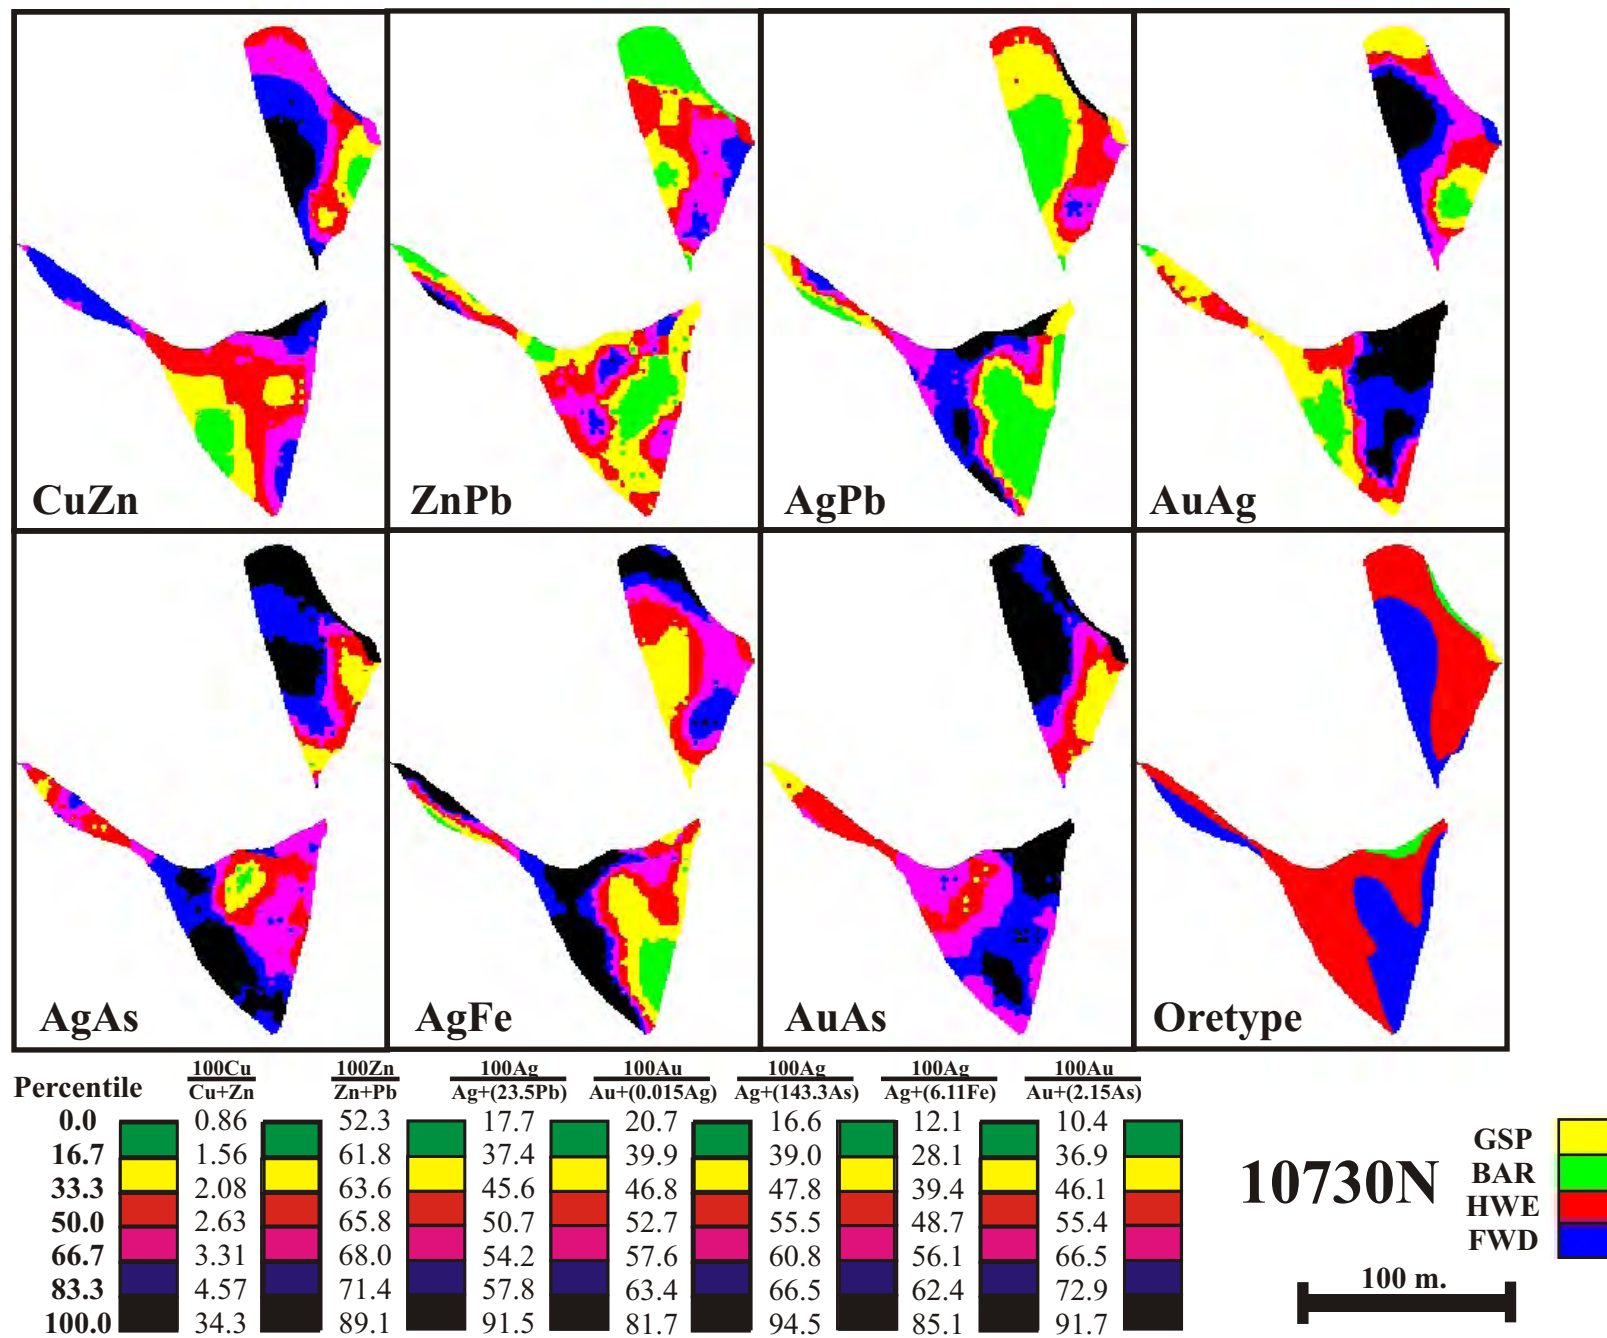 CuZn ZnPb AgPb AuAg
AgAs AgFe AuAs Oretype
Percentile 100Cu 100Zn 100Ag 100Au 100Ag 100Ag 100Au
Cu+Zn Zn+Pb Ag+(23.5Pb) Au+(0.015Ag) Ag+(143.3As) Ag+(6.11Fe) Au+(2.15As)
0.0 0.86 52.3 17.7 20.7 16.6 12.1 10.4
16.7 1.56 61.8 37.4 39.9 39.0 28.1 36.9
33.3 2.08 63.6 45.6 46.8 47.8 39.4 46.1
50.0 2.63 65.8 50.7 52.7 55.5 48.7 55.4
66.7 3.31 68.0 54.2 57.6 60.8 56.1 66.5
83.3 4.57 71.4 57.8 63.4 66.5 62.4 72.9
100.0 34.3 89.1 91.5 81.7 94.5 85.1 91.7
10730N
GSP
BAR
HWE
FWD
100 m.